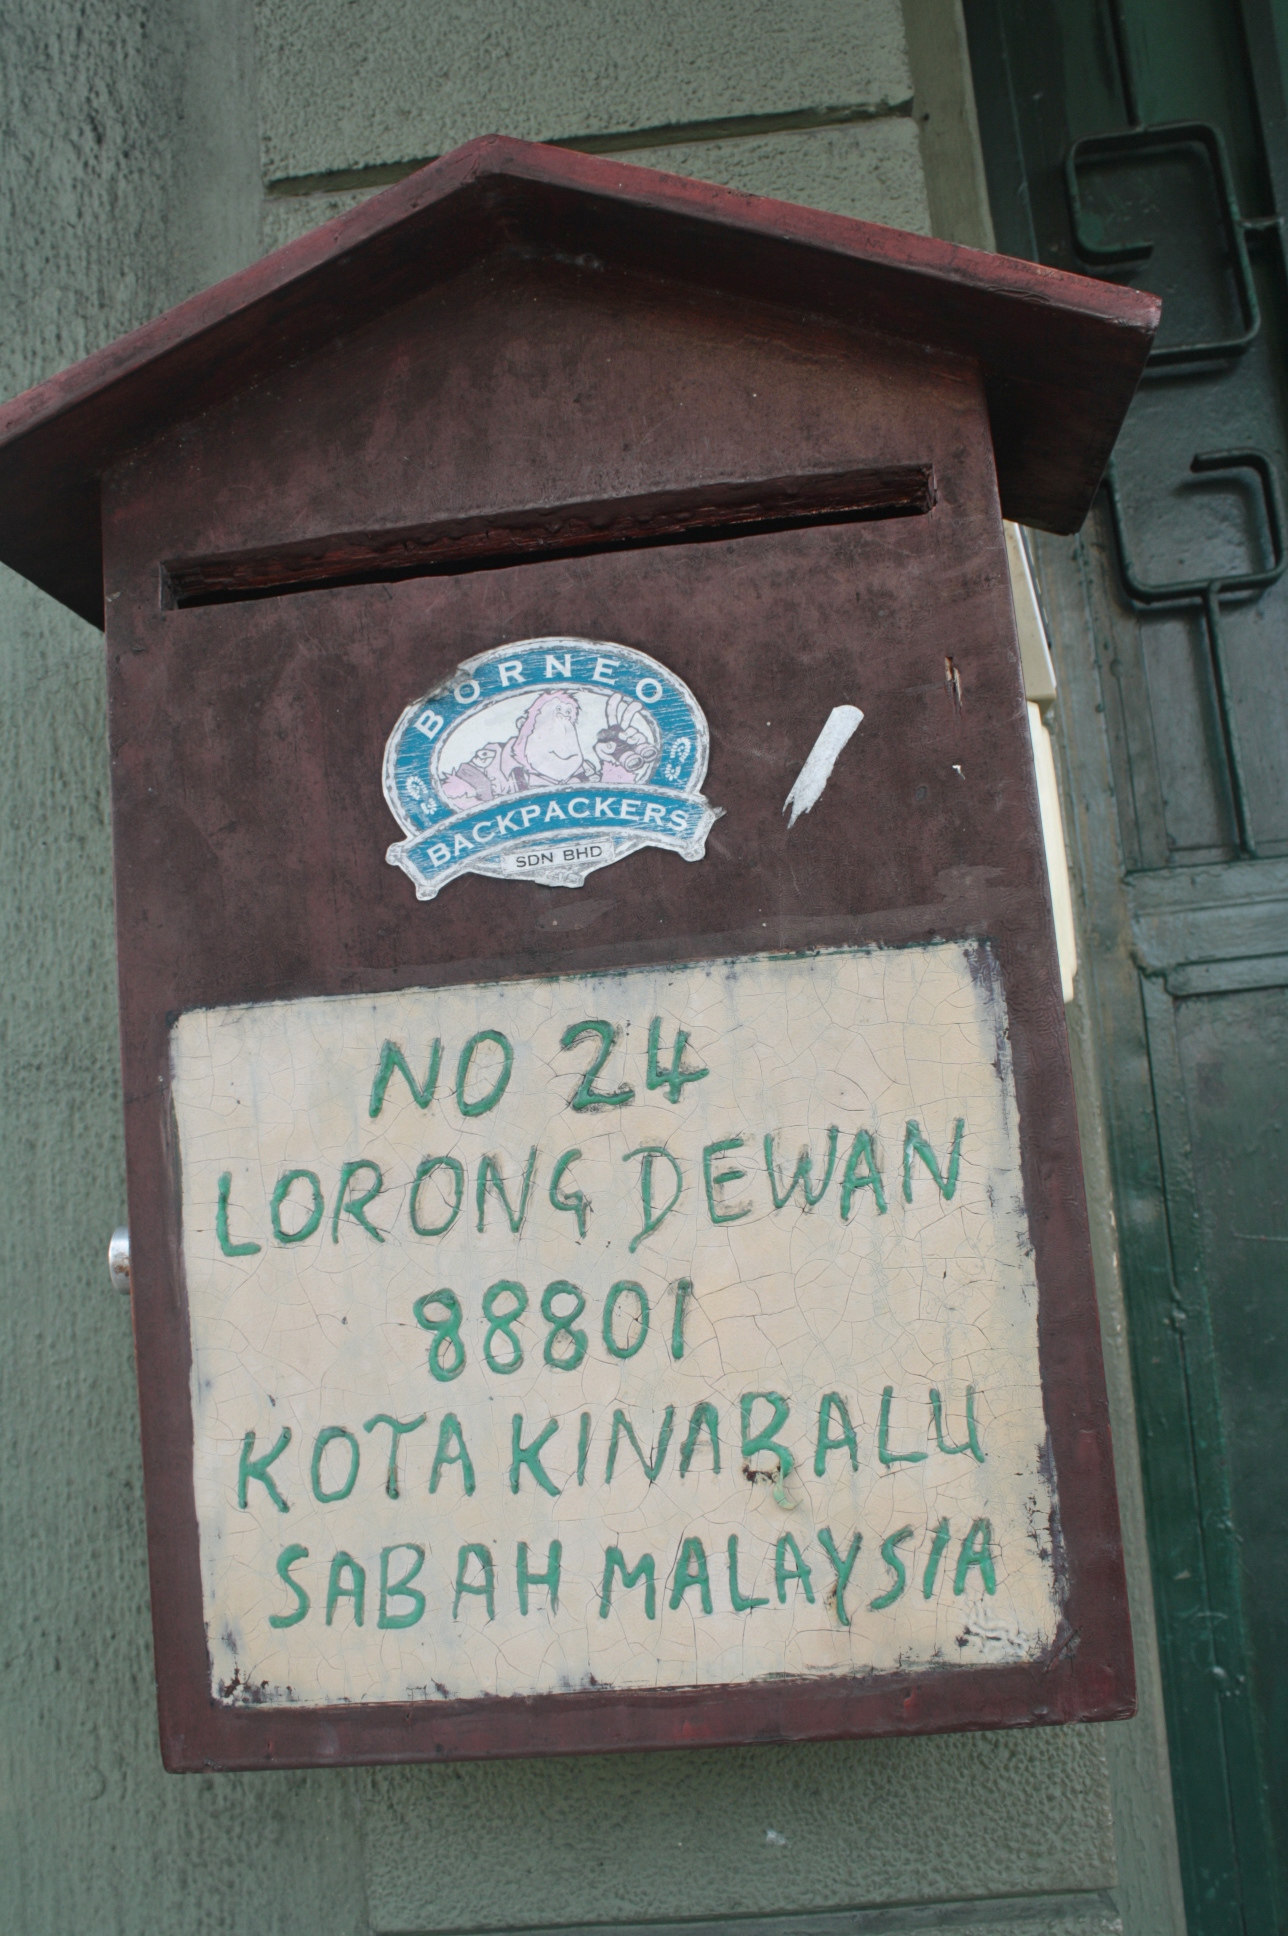 BORNEO
BACKPACKERS
SDN BHD
NO 24
LORONG DEWAN
88801
KOTA KINABALU
SABAH MALAYSIA